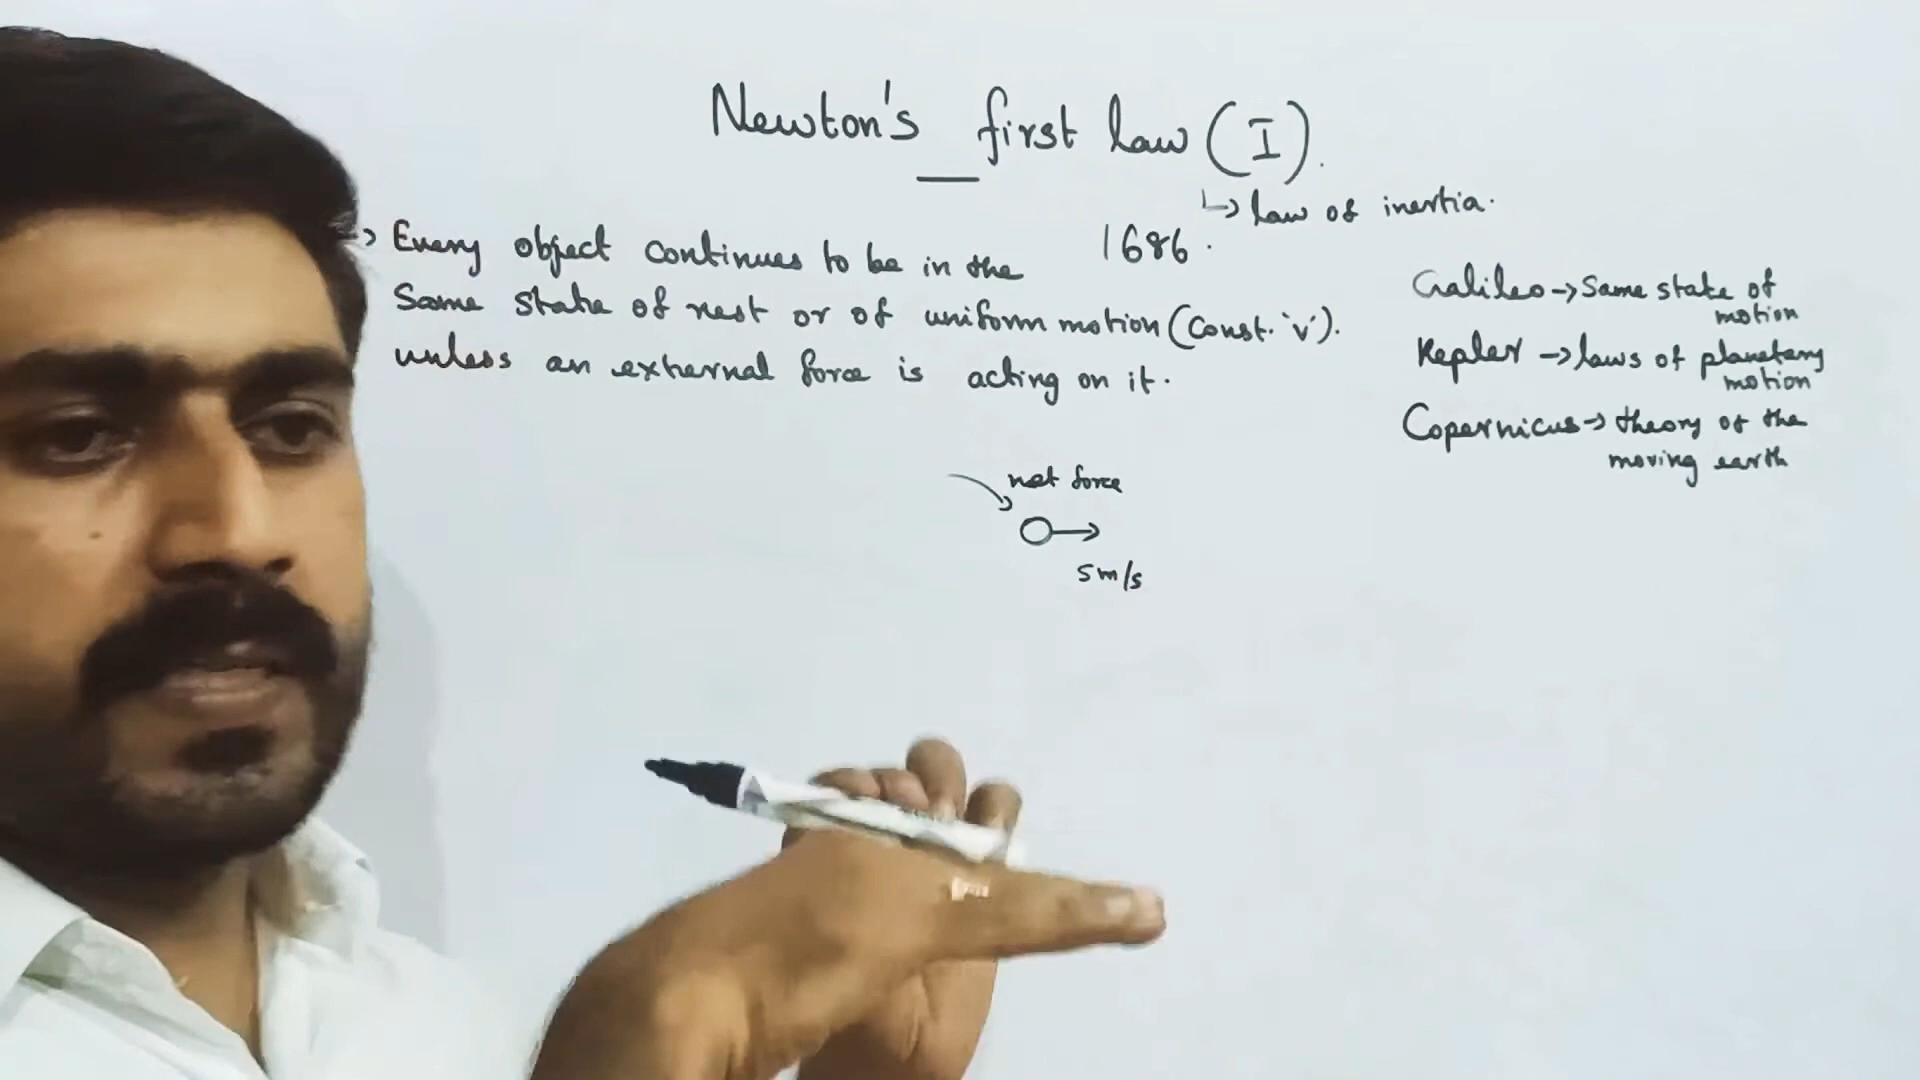 Newton's first law (I).
↳ law of inertia.
1686.
→ Every object continues to be in the
same state of rest or of uniform motion (const. 'v').
unless an external force is acting on it.
Galileo → same state of
motion
Kepler → laws of planetary
motion
Copernicus → theory of the
moving earth
net force
5m/s